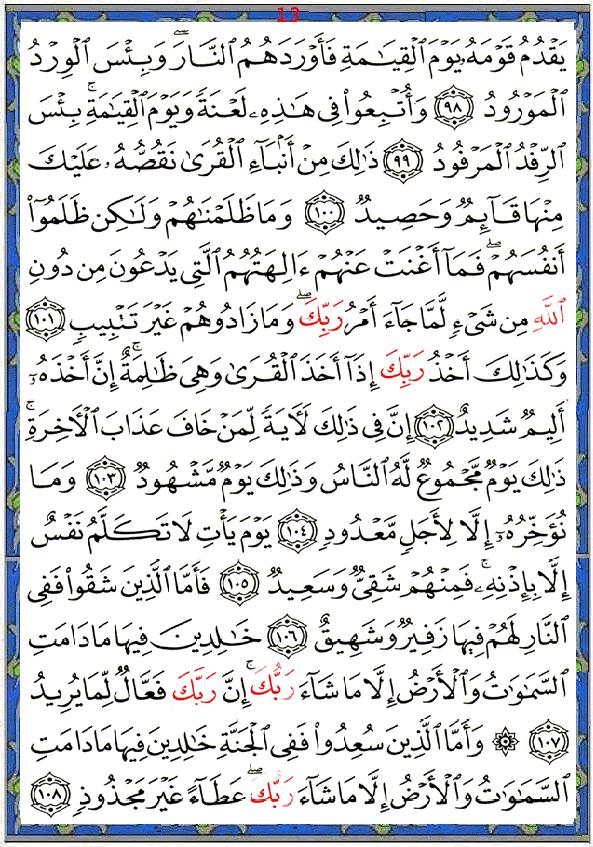 13
يَقْدُمُ قَوْمَهُۥ يَوْمَ ٱلْقِيَـٰمَةِ فَأَوْرَدَهُمُ ٱلنَّارَ ۖ وَبِئْسَ ٱلْوِرْدُ
ٱلْمَوْرُودُ ﴿٩٨﴾ وَأُتْبِعُوا۟ فِى هَـٰذِهِۦ لَعْنَةً وَيَوْمَ ٱلْقِيَـٰمَةِ ۚ بِئْسَ
ٱلرِّفْدُ ٱلْمَرْفُودُ ﴿٩٩﴾ ذَٰلِكَ مِنْ أَنۢبَآءِ ٱلْقُرَىٰ نَقُصُّهُۥ عَلَيْكَ
مِنْهَا قَآئِمٌ وَحَصِيدٌ ﴿١٠٠﴾ وَمَا ظَلَمْنَـٰهُمْ وَلَـٰكِن ظَلَمُوٓا۟
أَنفُسَهُمْ ۖ فَمَآ أَغْنَتْ عَنْهُمْ ءَالِهَتُهُمُ ٱلَّتِى يَدْعُونَ مِن دُونِ
ٱللَّهِ مِن شَىْءٍ لَّمَّا جَآءَ أَمْرُ رَبِّكَ ۖ وَمَا زَادُوهُمْ غَيْرَ تَتْبِيبٍ ﴿١٠١﴾
وَكَذَٰلِكَ أَخْذُ رَبِّكَ إِذَآ أَخَذَ ٱلْقُرَىٰ وَهِىَ ظَـٰلِمَةٌ ۚ إِنَّ أَخْذَهُۥٓ
أَلِيمٌ شَدِيدٌ ﴿١٠٢﴾ إِنَّ فِى ذَٰلِكَ لَـَٔايَةً لِّمَنْ خَافَ عَذَابَ ٱلْـَٔاخِرَةِ ۚ
ذَٰلِكَ يَوْمٌ مَّجْمُوعٌ لَّهُ ٱلنَّاسُ وَذَٰلِكَ يَوْمٌ مَّشْهُودٌ ﴿١٠٣﴾ وَمَا
نُؤَخِّرُهُۥٓ إِلَّا لِأَجَلٍ مَّعْدُودٍ ﴿١٠٤﴾ يَوْمَ يَأْتِ لَا تَكَلَّمُ نَفْسٌ
إِلَّا بِإِذْنِهِۦ ۚ فَمِنْهُمْ شَقِىٌّ وَسَعِيدٌ ﴿١٠٥﴾ فَأَمَّا ٱلَّذِينَ شَقُوا۟ فَفِى
ٱلنَّارِ لَهُمْ فِيهَا زَفِيرٌ وَشَهِيقٌ ﴿١٠٦﴾ خَـٰلِدِينَ فِيهَا مَا دَامَتِ
ٱلسَّمَـٰوَٰتُ وَٱلْأَرْضُ إِلَّا مَا شَآءَ رَبُّكَ ۚ إِنَّ رَبَّكَ فَعَّالٌ لِّمَا يُرِيدُ
﴿١٠٧﴾ ۞ وَأَمَّا ٱلَّذِينَ سُعِدُوا۟ فَفِى ٱلْجَنَّةِ خَـٰلِدِينَ فِيهَا مَا دَامَتِ
ٱلسَّمَـٰوَٰتُ وَٱلْأَرْضُ إِلَّا مَا شَآءَ رَبُّكَ ۖ عَطَآءً غَيْرَ مَجْذُوذٍ ﴿١٠٨﴾